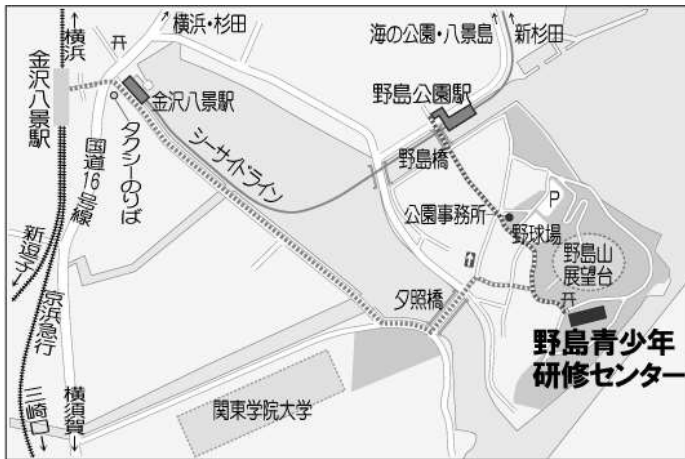 ←横浜
横浜・杉田
海の公園・八景島
新杉田
金沢八景駅
金沢八景駅
野島公園駅
タクシーのりば
国道16号線
シーサイドライン
野島橋
P
公園事務所
野球場
野島山
展望台
新逗子→
京浜急行
夕照橋
野島青少年
研修センター
三崎口→
横須賀→
関東学院大学